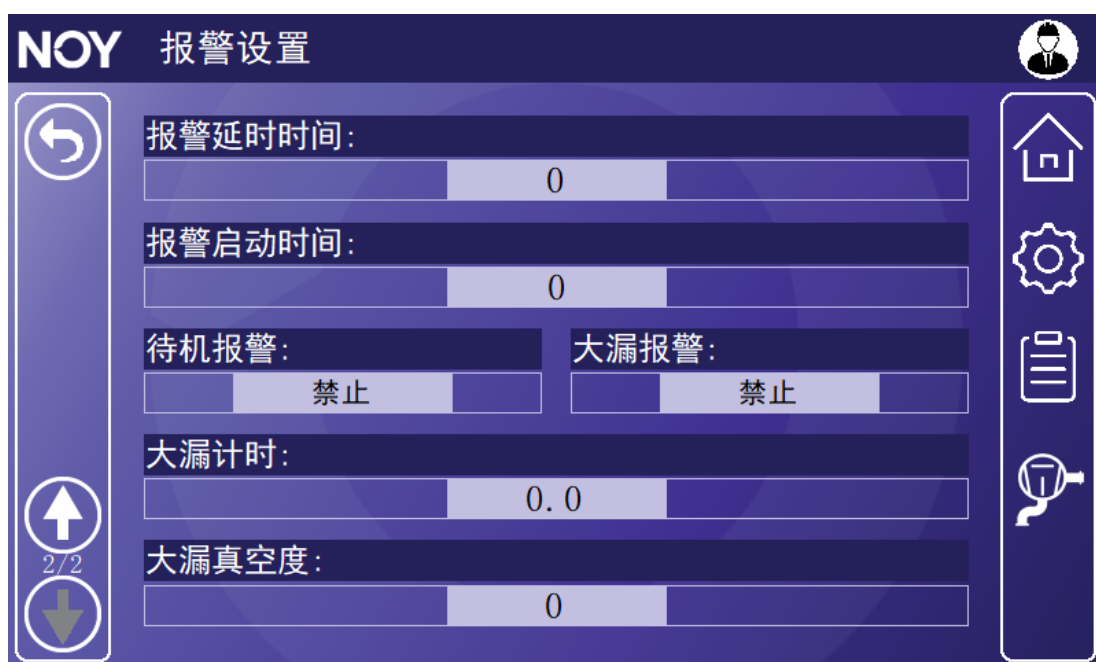 NOY 报警设置
报警延时时间:
0
报警启动时间:
0
待机报警: 大漏报警:
禁止 禁止
大漏计时:
0.0
2/2
大漏真空度:
0